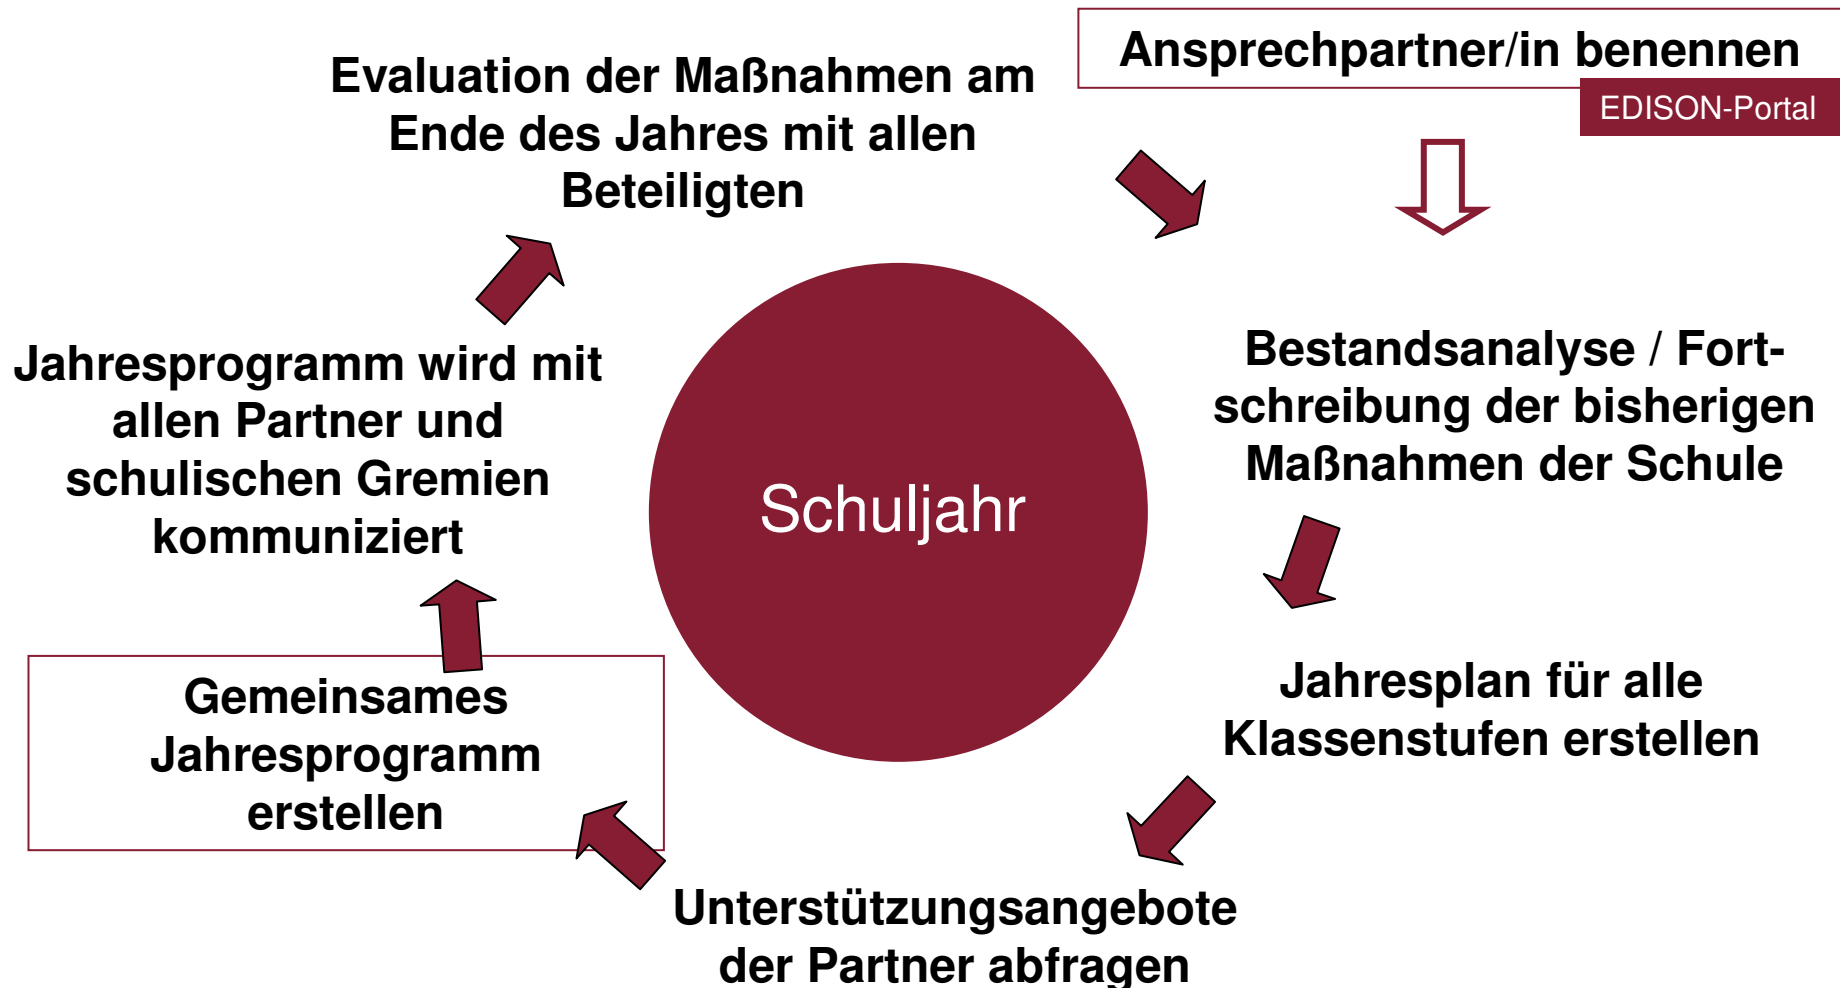 Ansprechpartner/in benennen
EDISON-Portal
Evaluation der Maßnahmen am
Ende des Jahres mit allen
Beteiligten
Bestandsanalyse / Fort-
schreibung der bisherigen
Maßnahmen der Schule
Jahresprogramm wird mit
allen Partner und
schulischen Gremien
kommuniziert
Schuljahr
Jahresplan für alle
Klassenstufen erstellen
Gemeinsames
Jahresprogramm
erstellen
Unterstützungsangebote
der Partner abfragen